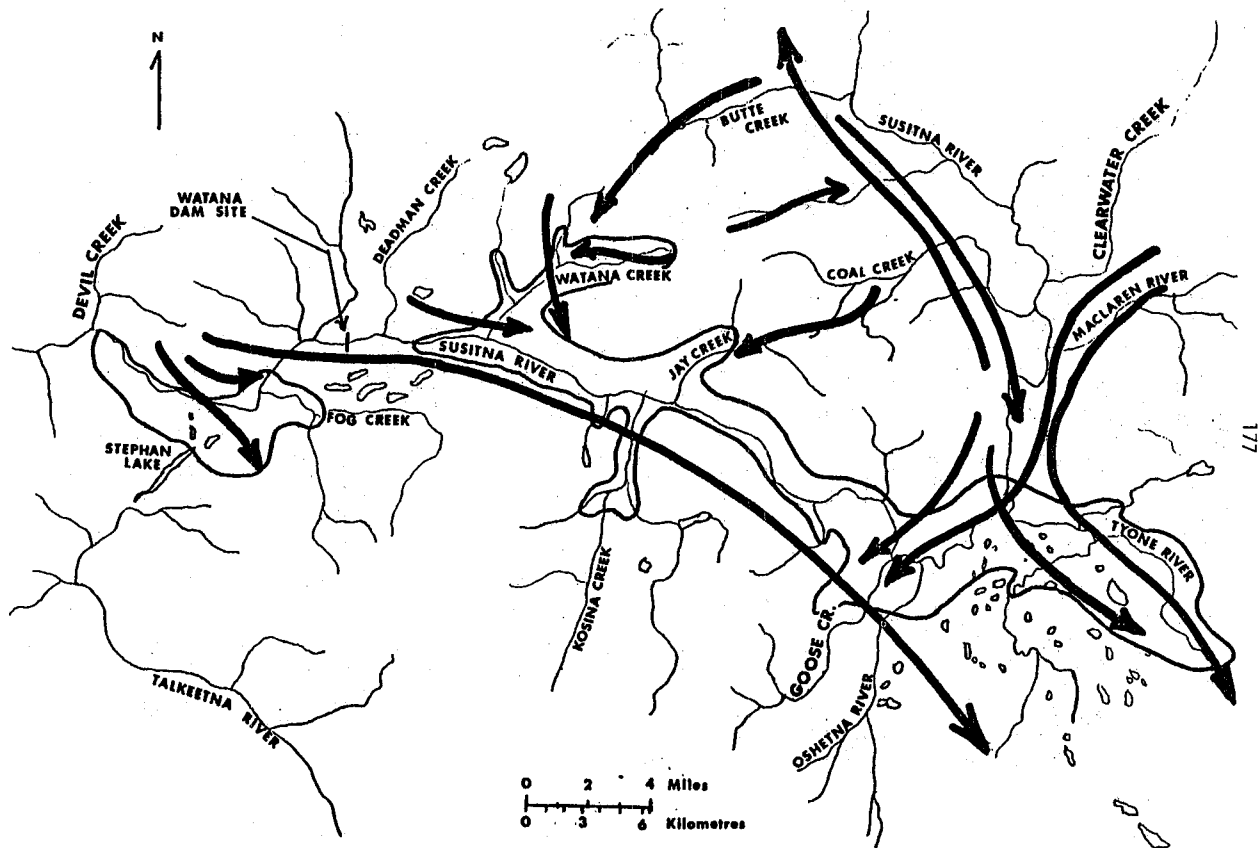 N
BUTTE
CREEK
SUSITNA RIVER
CLEARWATER CREEK
WATANA
DAM SITE
DEADMAN CREEK
DEVIL CREEK
WATANA CREEK
COAL CREEK
MACLAREN RIVER
SUSITNA RIVER
JAY CREEK
FOG CREEK
STEPHAN
LAKE
177
TYONE RIVER
KOSINA CREEK
GOOSE CR.
OSHETNA RIVER
TALKEETNA RIVER
0 2 4 Miles
0 3 6 Kilometres